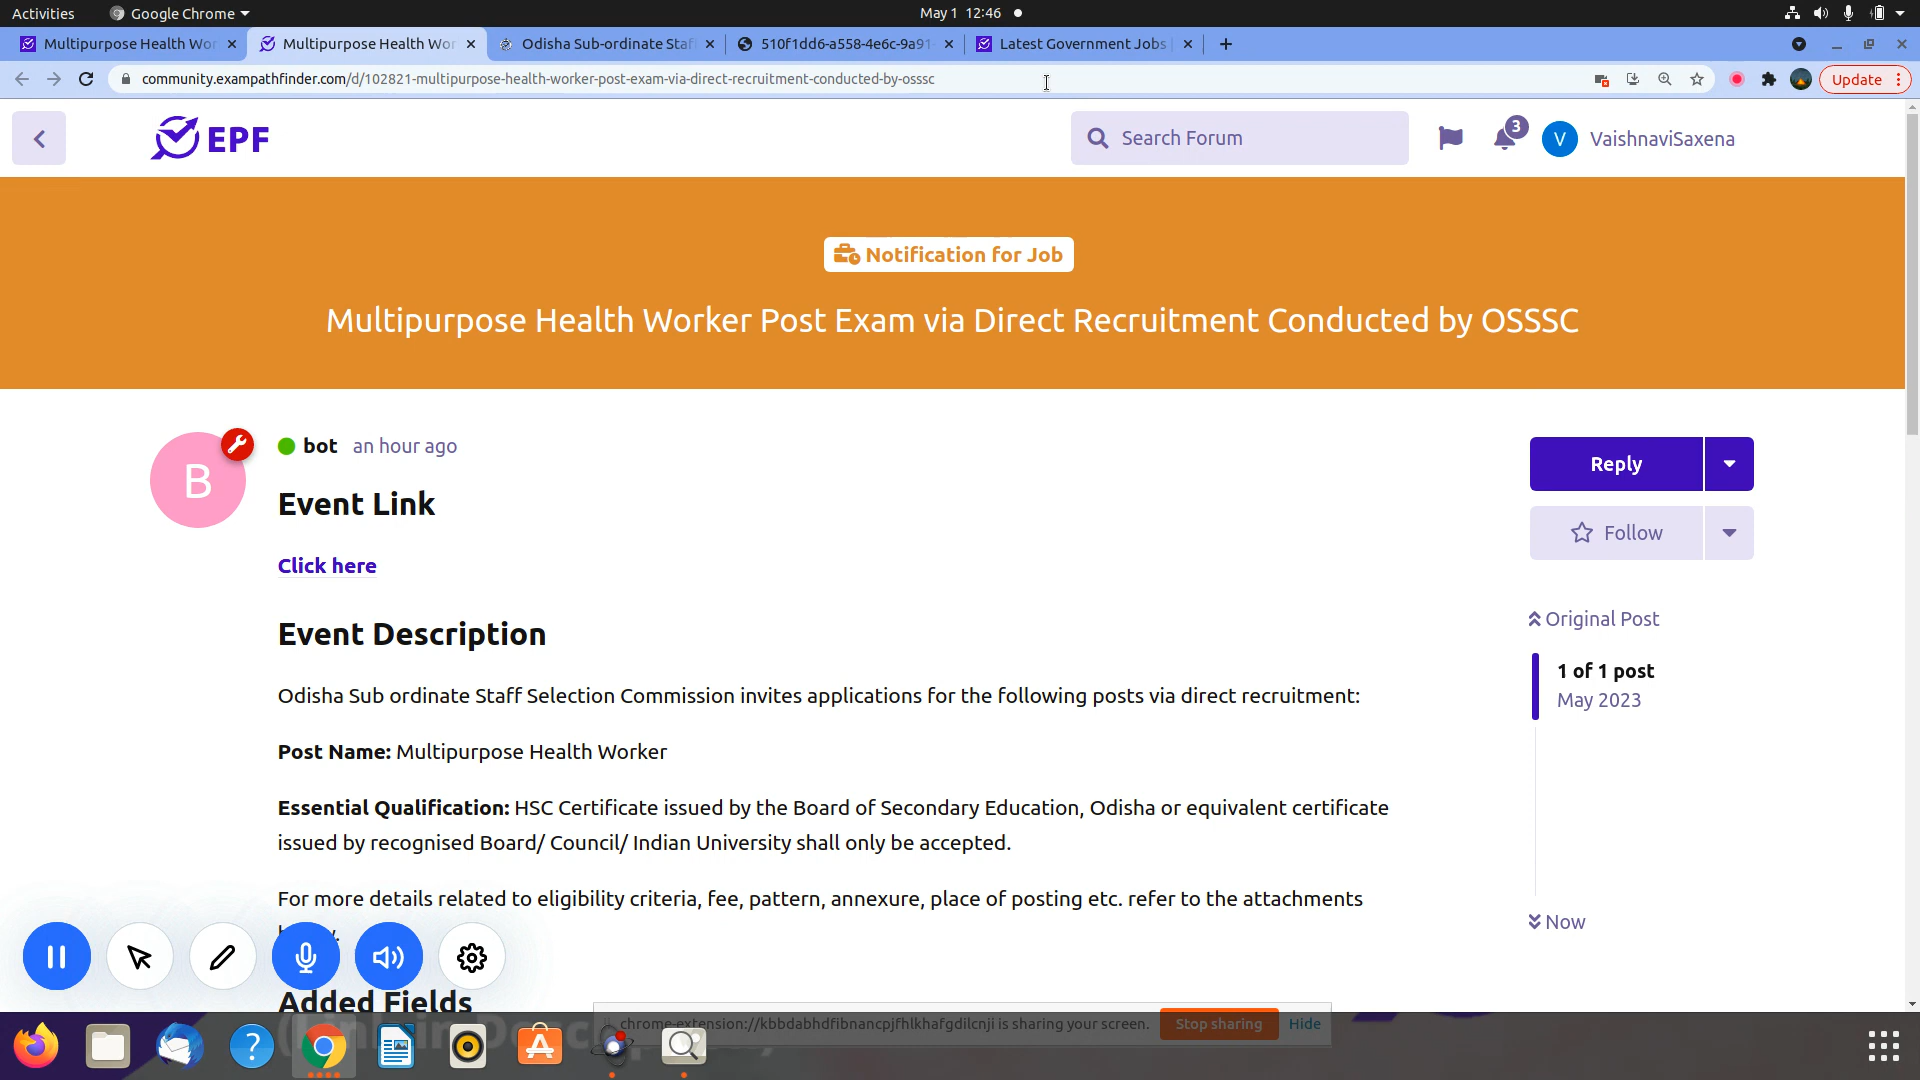 Activities
Google Chrome
May 1 12:46
Multipurpose Health Wor
Multipurpose Health Wor
Odisha Sub-ordinate Staf
510f1dd6-a558-4e6c-9a91-
Latest Government Jobs
community.exampathfinder.com/d/102821-multipurpose-health-worker-post-exam-via-direct-recruitment-conducted-by-osssc
Update
EPF
Search Forum
3
V
VaishnaviSaxena
Notification for Job
Multipurpose Health Worker Post Exam via Direct Recruitment Conducted by OSSSC
B
bot an hour ago
Reply
Event Link
Follow
Click here
Original Post
Event Description
1 of 1 post
May 2023
Odisha Sub ordinate Staff Selection Commission invites applications for the following posts via direct recruitment:
Post Name: Multipurpose Health Worker
Essential Qualification: HSC Certificate issued by the Board of Secondary Education, Odisha or equivalent certificate
issued by recognised Board/ Council/ Indian University shall only be accepted.
For more details related to eligibility criteria, fee, pattern, annexure, place of posting etc. refer to the attachments
Now
Added Fields
chrome-extension://kbbdabhdfibnancpjfhlkhafgdilcnji is sharing your screen.
Stop sharing
Hide